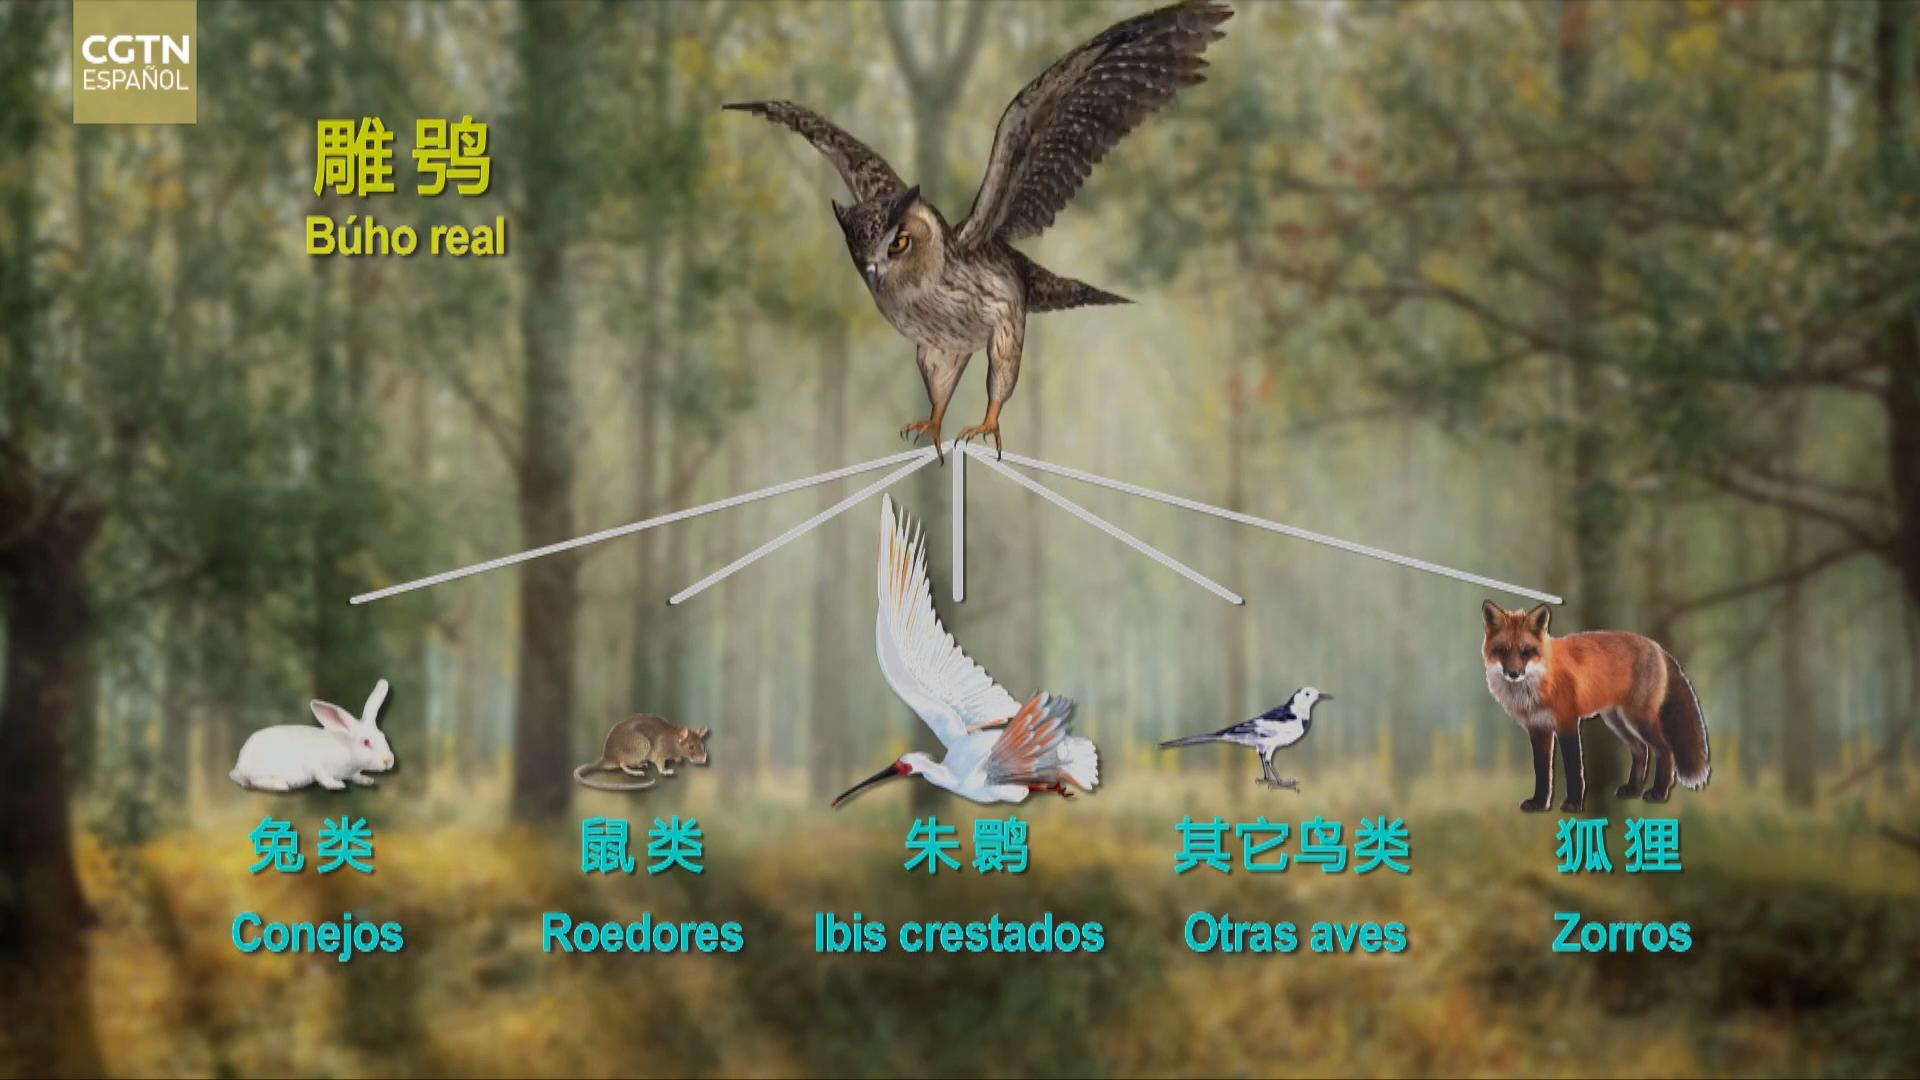 CGTN
ESPAÑOL
雕鸮
Búho real
兔类
鼠类
朱鹮
其它鸟类
狐狸
Conejos
Roedores
Ibis crestados
Otras aves
Zorros